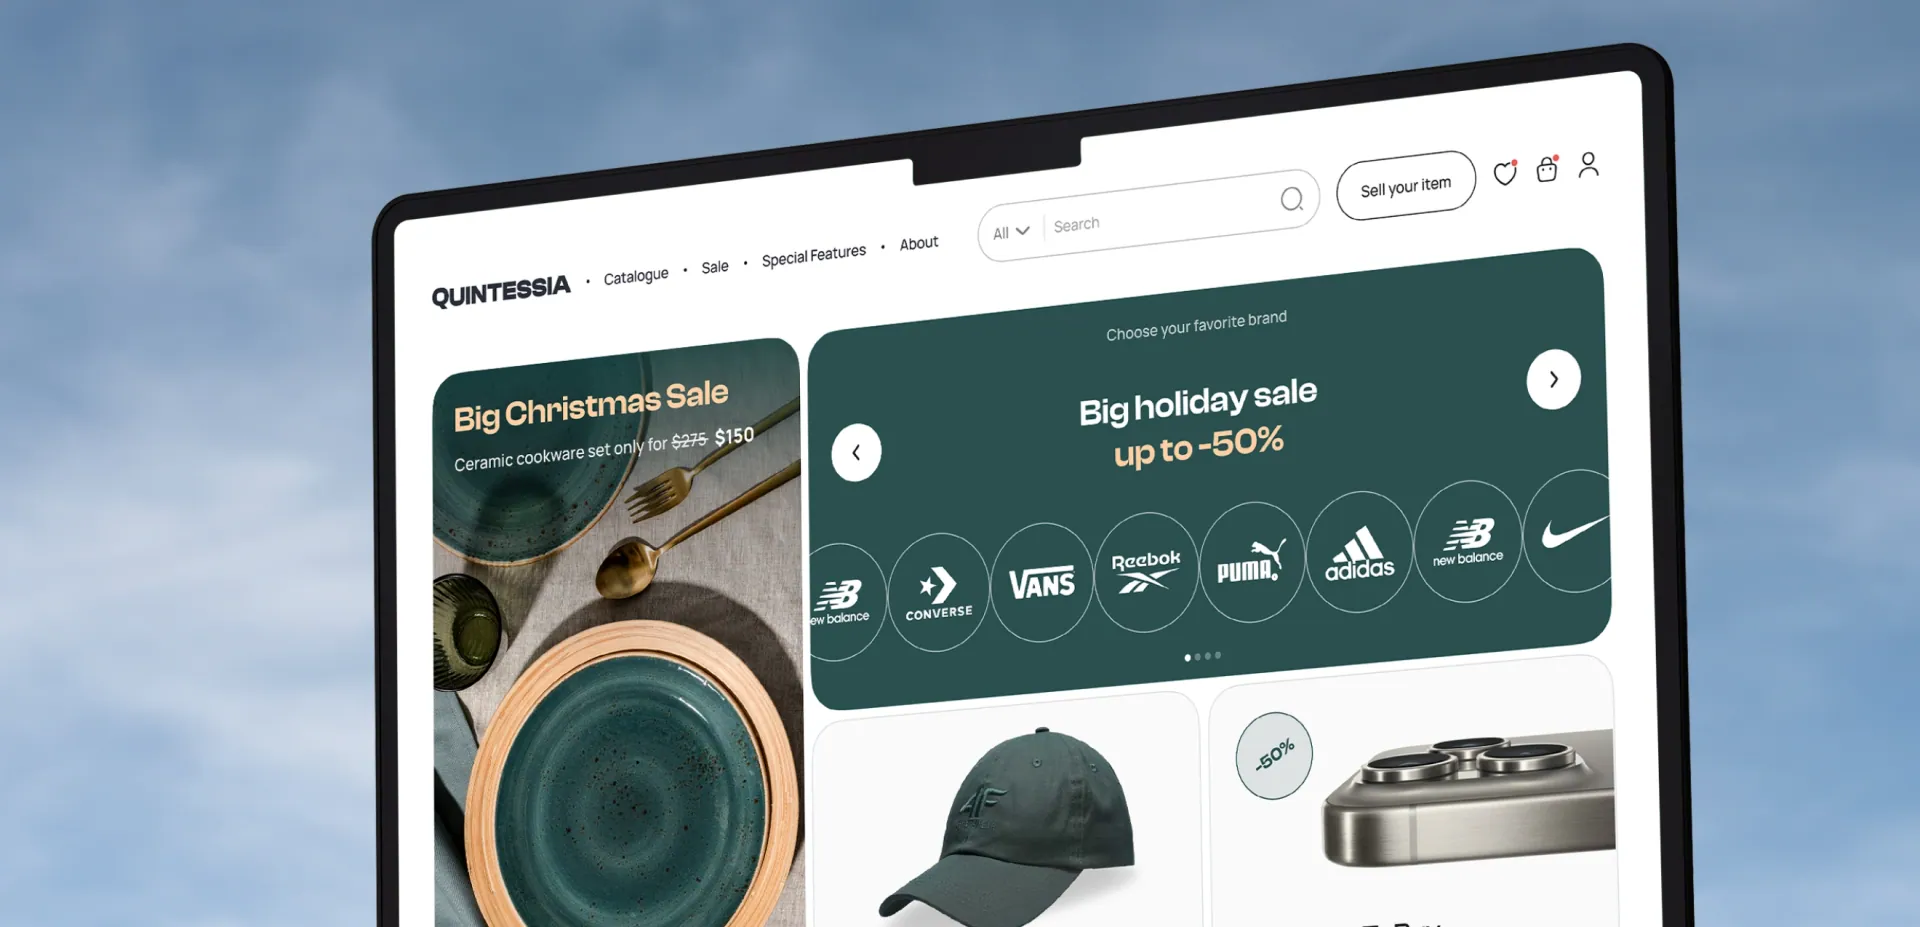 QUINTESSIA • Catalogue • Sale • Special Features • About
All
Search
Sell your item
Big Christmas Sale
Ceramic cookware set only for $275 $150
Choose your favorite brand
Big holiday sale
up to -50%
ew balance
CONVERSE
VANS
Reebok
PUMA
adidas
new balance
-50%